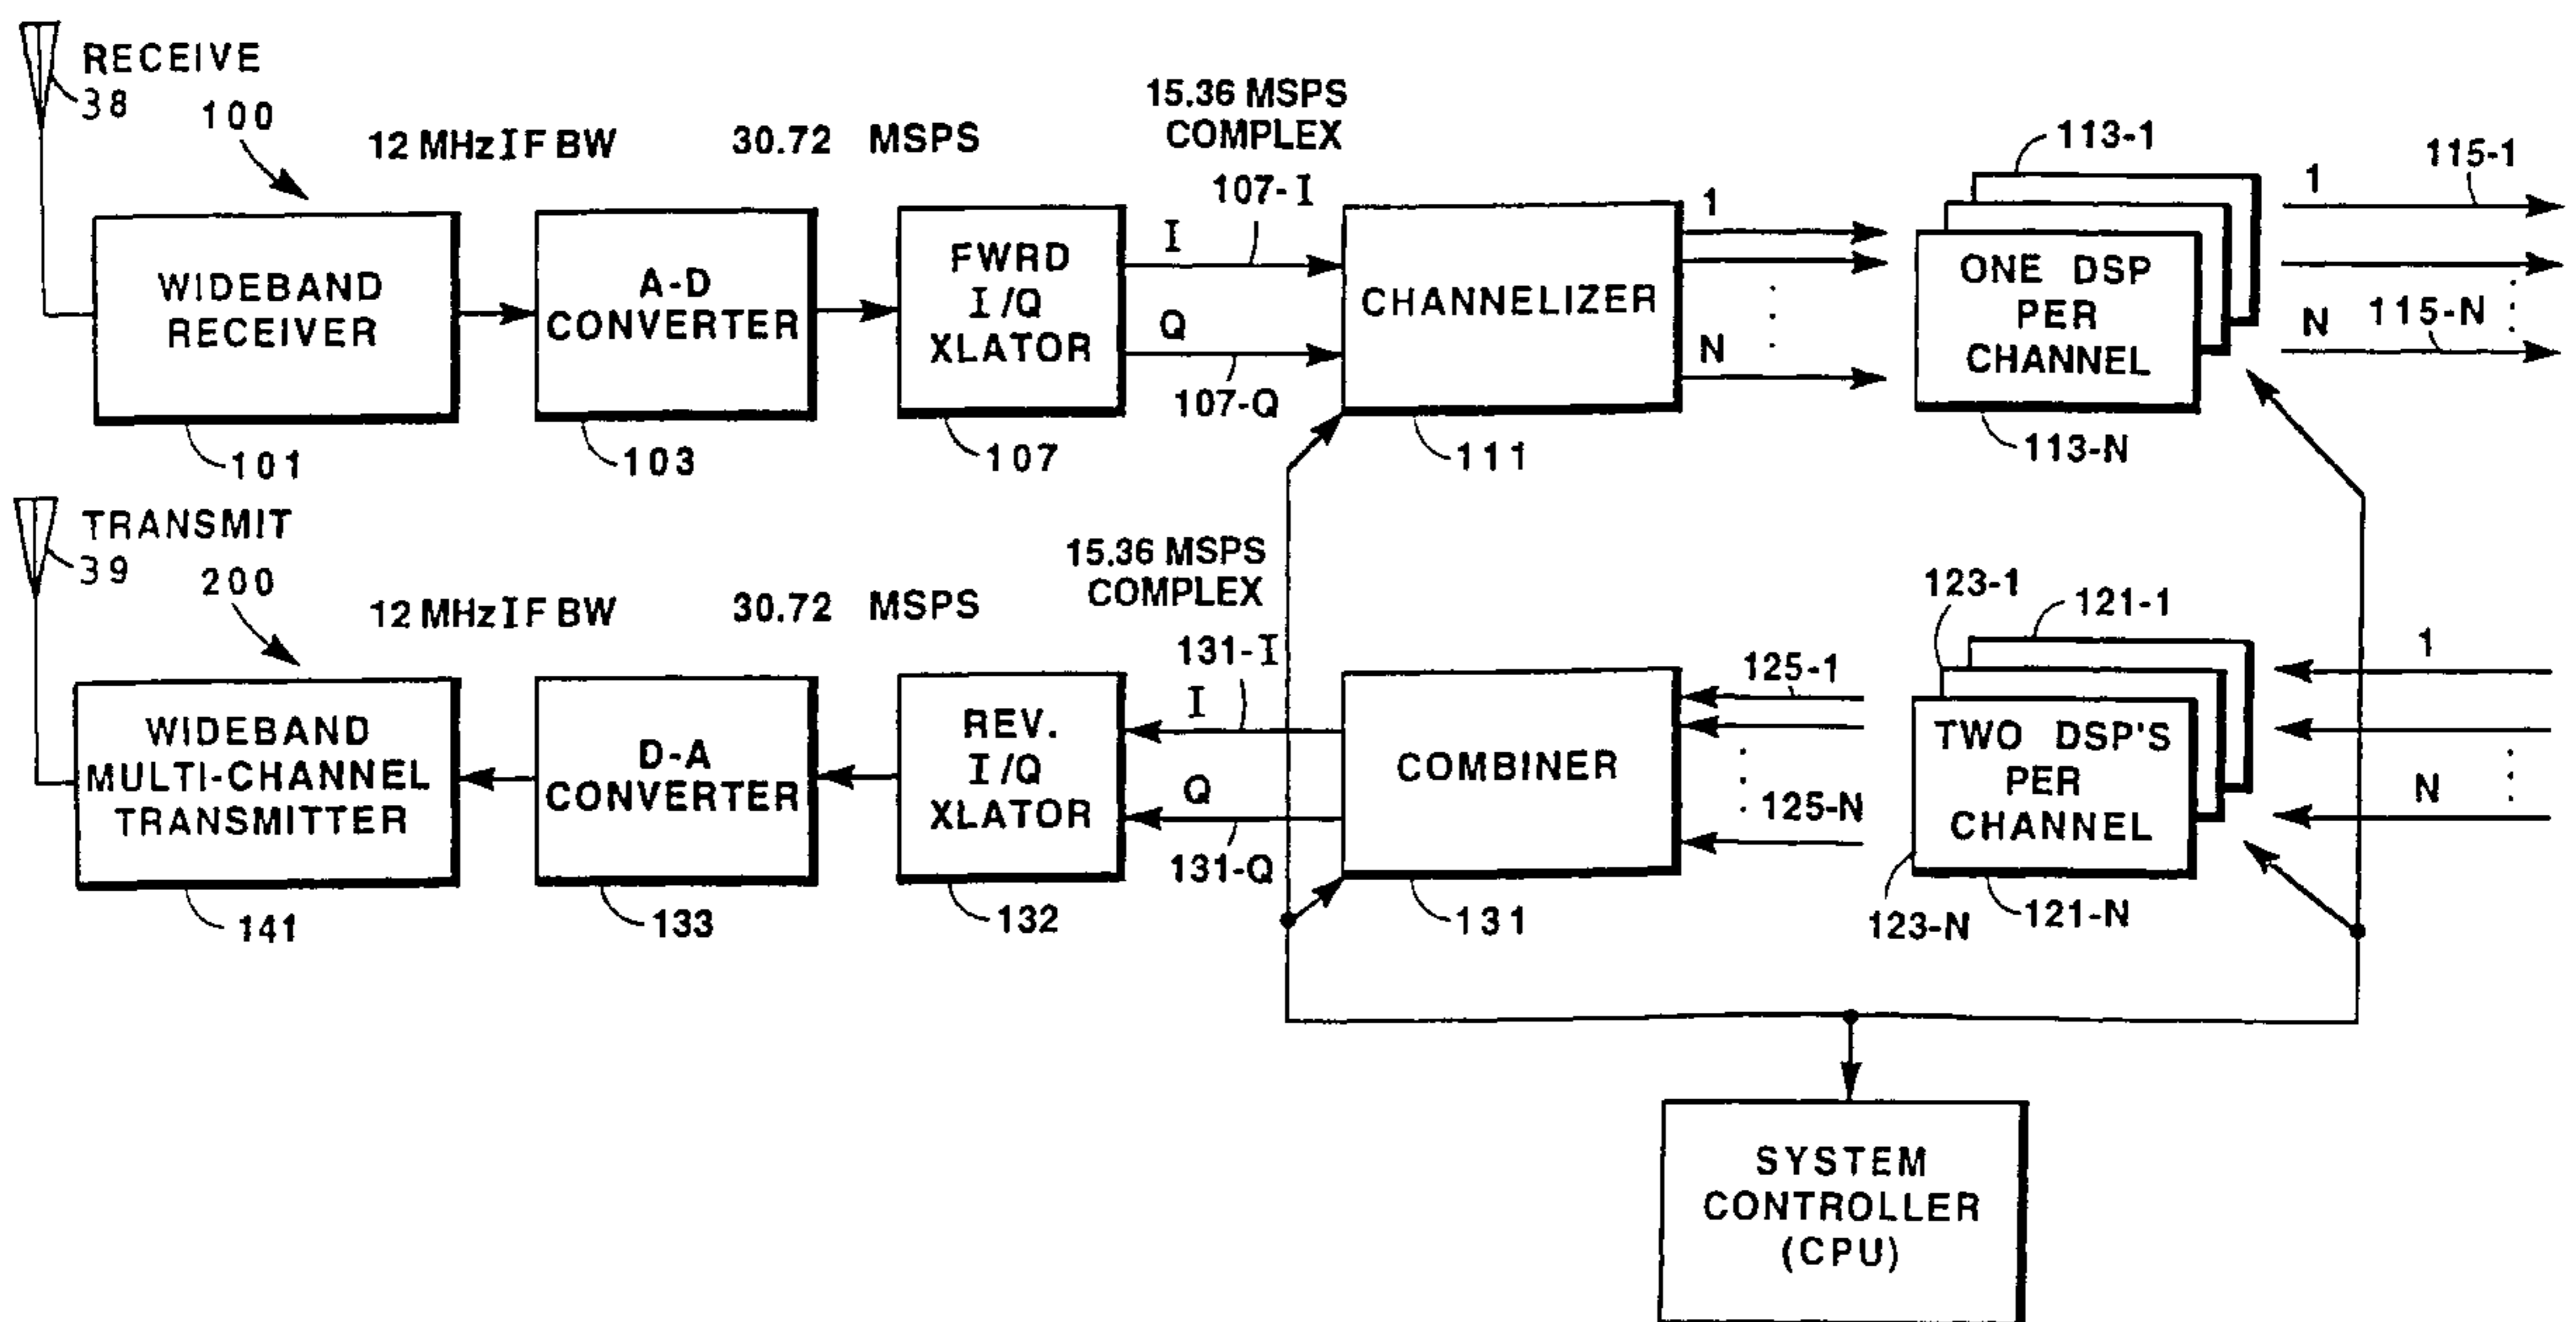 RECEIVE
38
100
12 MHz IF BW
30.72 MSPS
15.36 MSPS
COMPLEX
107-I
I
Q
107-Q
WIDEBAND
RECEIVER
101
A-D
CONVERTER
103
FWRD
I/Q
XLATOR
107
CHANNELIZER
111
1
N
113-1
ONE DSP
PER
CHANNEL
113-N
1
115-1
N
115-N
TRANSMIT
39
200
12 MHz IF BW
30.72 MSPS
15.36 MSPS
COMPLEX
131-I
I
Q
131-Q
WIDEBAND
MULTI-CHANNEL
TRANSMITTER
141
D-A
CONVERTER
133
REV.
I/Q
XLATOR
132
COMBINER
131
125-1
125-N
123-1
121-1
TWO DSP'S
PER
CHANNEL
123-N
121-N
1
N
SYSTEM
CONTROLLER
(CPU)